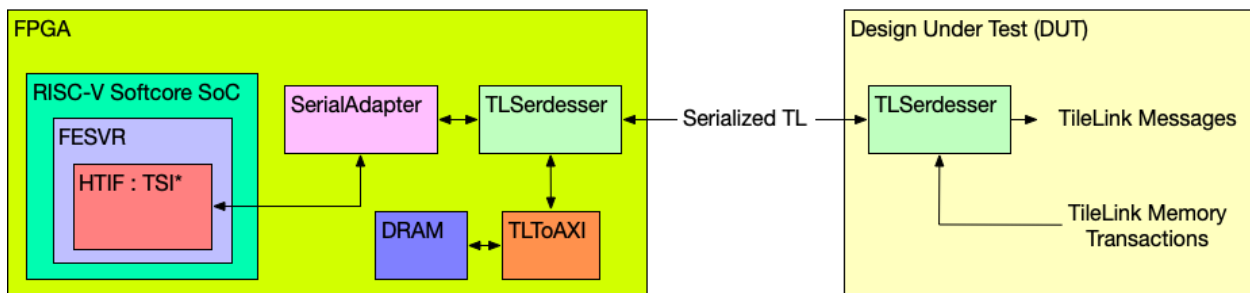 FPGA
RISC-V Softcore SoC
FESVR
HTIF : TSI*
SerialAdapter
TLSerdesser
DRAM
TLToAXI
Serialized TL
Design Under Test (DUT)
TLSerdesser
TileLink Messages
TileLink Memory
Transactions